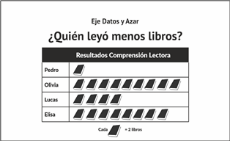 Eje Datos y Azar
¿Quién leyó menos libros?
Resultados Comprensión Lectora
Pedro
Olivia
Lucas
Elisa
Cada = 2 libros